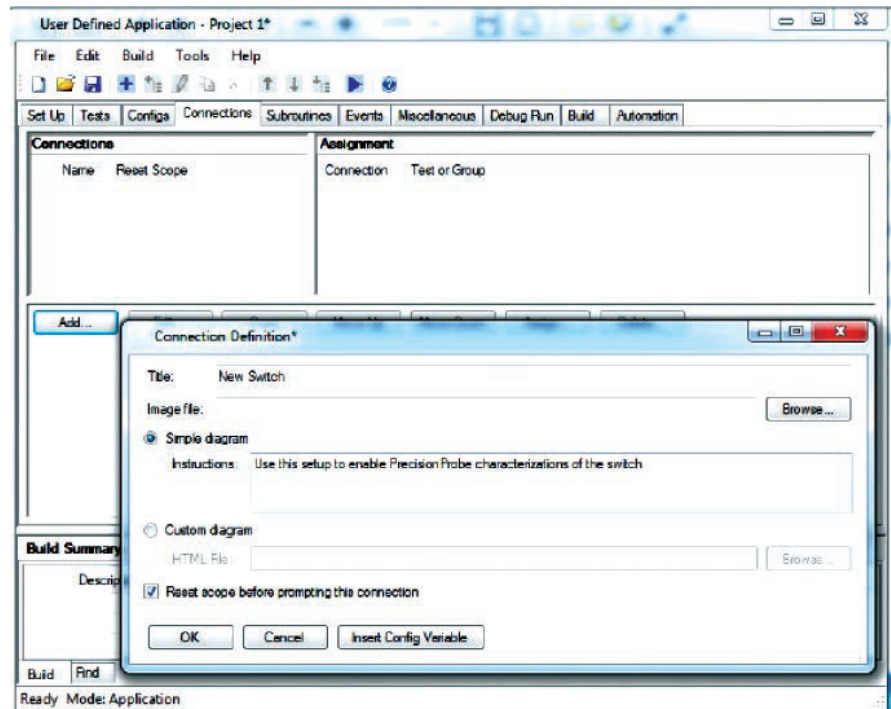 User Defined Application - Project 1*
File Edit Build Tools Help
Set Up Tests Configs Connections Subroutines Events Miscellaneous Debug Run Build Automation
Connections Assignment
Name Reset Scope Connection Test or Group
Add...
Connection Definition*
Title: New Switch
Image file: Browse...
Simple diagram
Instructions: Use this setup to enable Precision Probe characterizations of the switch
Custom diagram
HTML File: Browse...
Reset scope before prompting this connection
OK Cancel Insert Config Variable
Build Summary
Descrip
Build Find
Ready Mode: Application